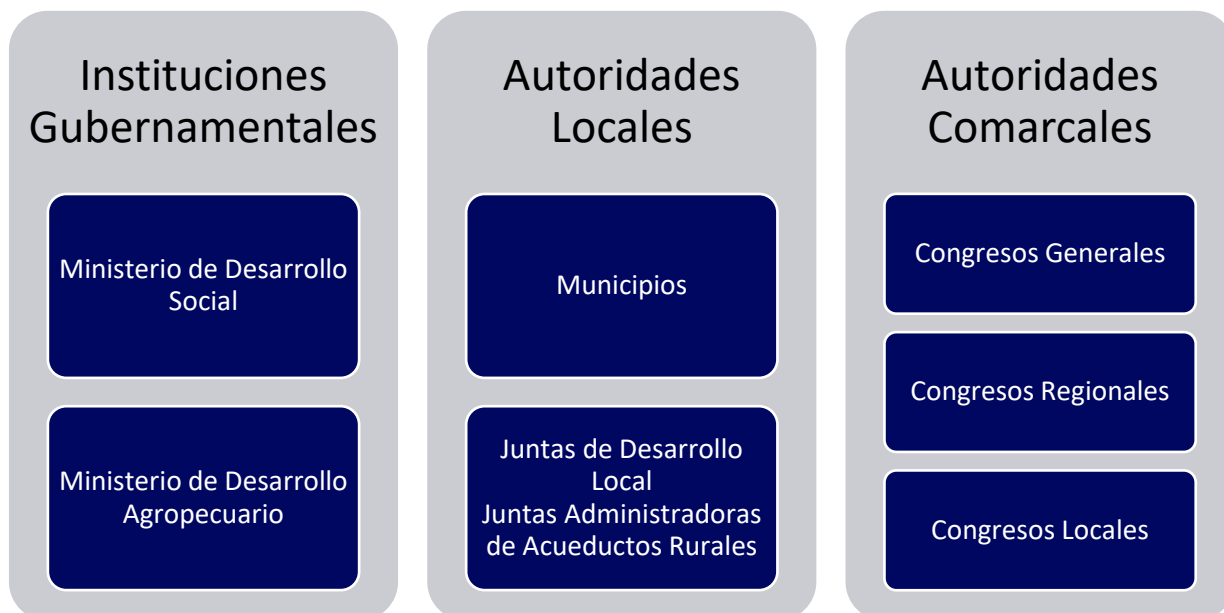 Instituciones
Gubernamentales
Ministerio de Desarrollo
Social
Ministerio de Desarrollo
Agropecuario
Autoridades
Locales
Municipios
Juntas de Desarrollo
Local
Juntas Administradoras
de Acueductos Rurales
Autoridades
Comarcales
Congresos Generales
Congresos Regionales
Congresos Locales